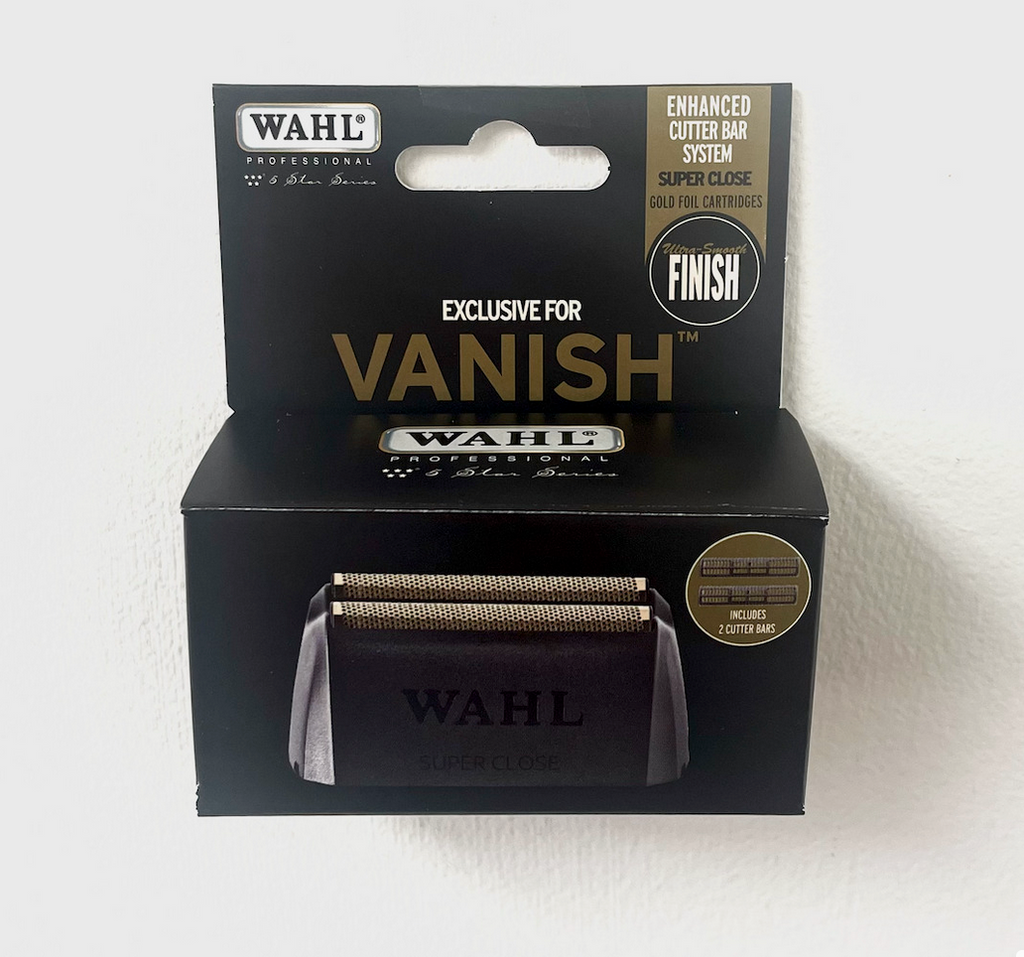 WAHL®
PROFESSIONAL
5 Star Series
ENHANCED
CUTTER BAR
SYSTEM
SUPER CLOSE
GOLD FOIL CARTRIDGES
Ultra-Smooth
FINISH
EXCLUSIVE FOR
VANISH™
WAHL®
PROFESSIONAL
5 Star Series
INCLUDES
2 CUTTER BARS
WAHL
SUPER CLOSE